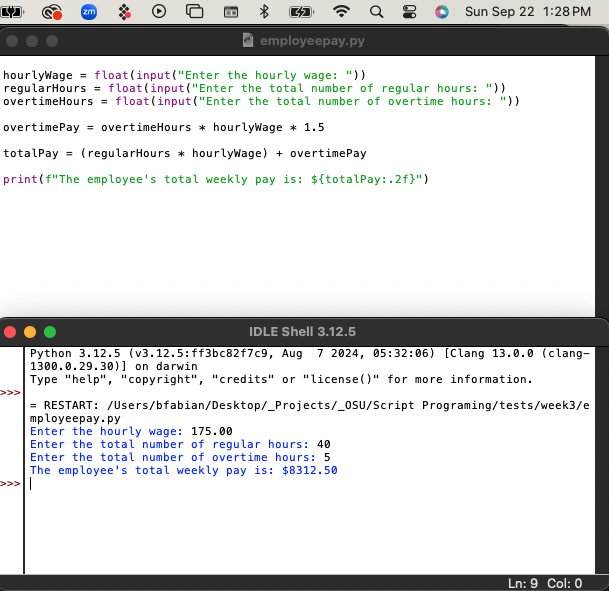 zm Sun Sep 22 1:28 PM
employeepay.py
hourlyWage = float(input("Enter the hourly wage: "))
regularHours = float(input("Enter the total number of regular hours: "))
overtimeHours = float(input("Enter the total number of overtime hours: "))
overtimePay = overtimeHours * hourlyWage * 1.5
totalPay = (regularHours * hourlyWage) + overtimePay
print(f"The employee's total weekly pay is: ${totalPay:.2f}")
IDLE Shell 3.12.5
Python 3.12.5 (v3.12.5:ff3bc82f7c9, Aug  7 2024, 05:32:06) [Clang 13.0.0 (clang-
1300.0.29.30)] on darwin
Type "help", "copyright", "credits" or "license()" for more information.
>>>
= RESTART: /Users/bfabian/Desktop/_Projects/_OSU/Script Programing/tests/week3/e
mployeepay.py
Enter the hourly wage: 175.00
Enter the total number of regular hours: 40
Enter the total number of overtime hours: 5
The employee's total weekly pay is: $8312.50
>>>
Ln: 9 Col: 0